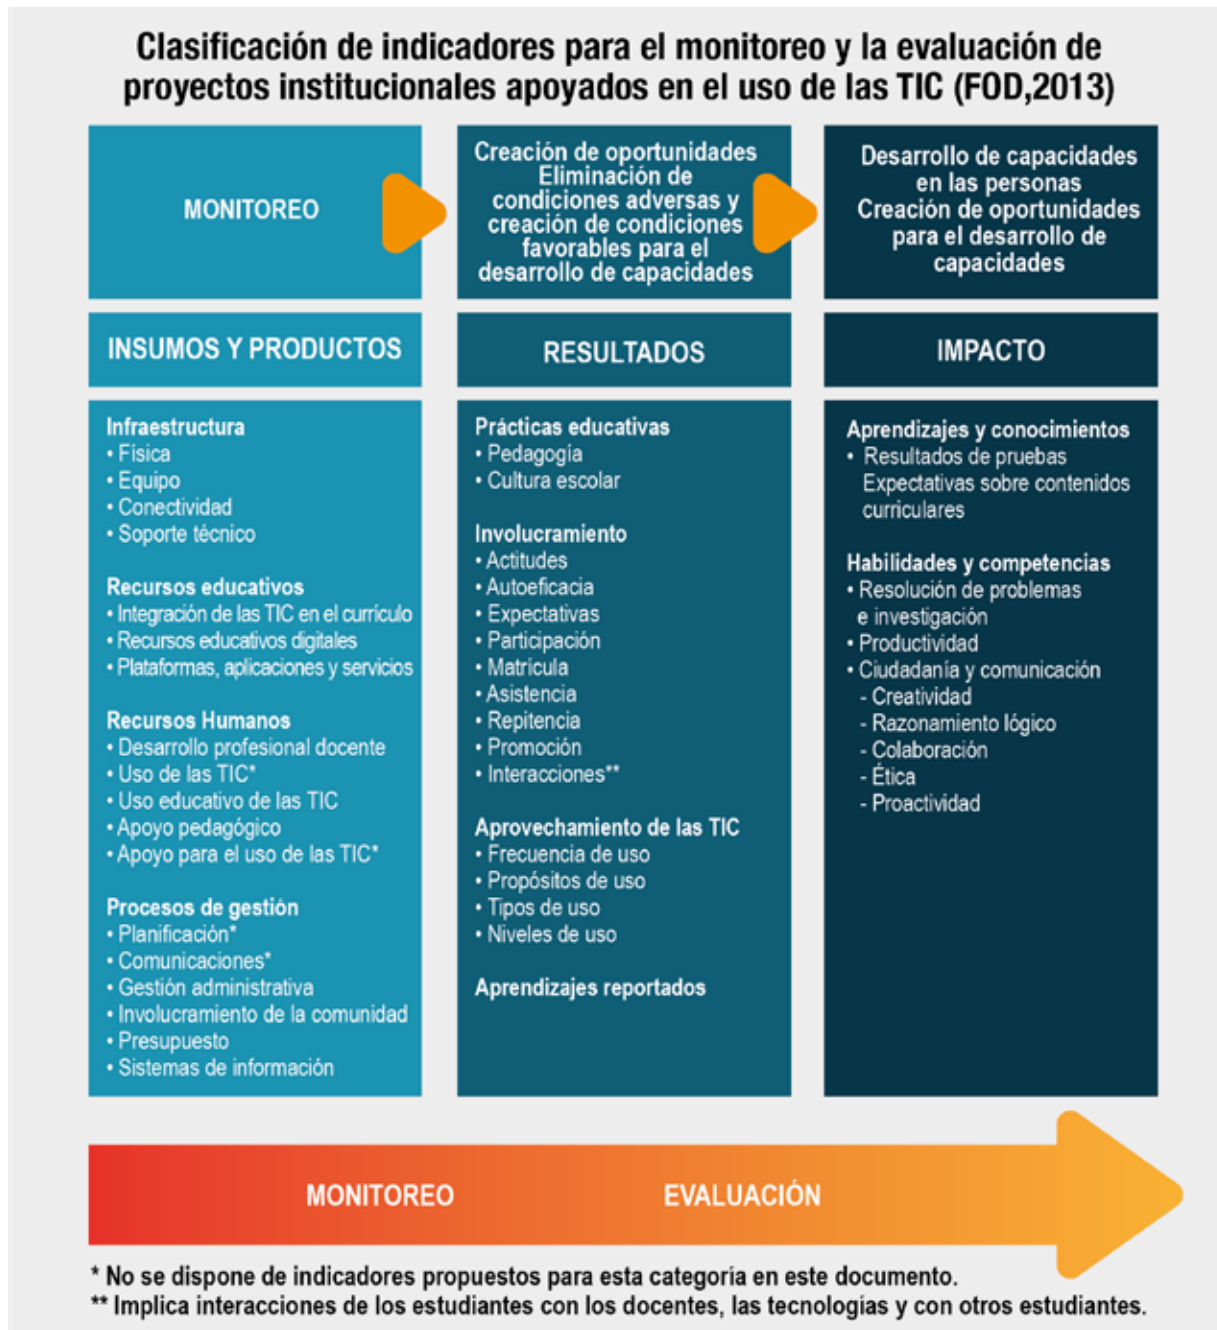 Clasificación de indicadores para el monitoreo y la evaluación de
proyectos institucionales apoyados en el uso de las TIC (FOD,2013)
MONITOREO
Creación de oportunidades
Eliminación de
condiciones adversas y
creación de condiciones
favorables para el
desarrollo de capacidades
Desarrollo de capacidades
en las personas
Creación de oportunidades
para el desarrollo de
capacidades
INSUMOS Y PRODUCTOS
RESULTADOS
IMPACTO
Infraestructura
• Física
• Equipo
• Conectividad
• Soporte técnico
Recursos educativos
• Integración de las TIC en el currículo
• Recursos educativos digitales
• Plataformas, aplicaciones y servicios
Recursos Humanos
• Desarrollo profesional docente
• Uso de las TIC*
• Uso educativo de las TIC
• Apoyo pedagógico
• Apoyo para el uso de las TIC*
Procesos de gestión
• Planificación*
• Comunicaciones*
• Gestión administrativa
• Involucramiento de la comunidad
• Presupuesto
• Sistemas de información
Prácticas educativas
• Pedagogía
• Cultura escolar
Involucramiento
• Actitudes
• Autoeficacia
• Expectativas
• Participación
• Matrícula
• Asistencia
• Repitencia
• Promoción
• Interacciones**
Aprovechamiento de las TIC
• Frecuencia de uso
• Propósitos de uso
• Tipos de uso
• Niveles de uso
Aprendizajes reportados
Aprendizajes y conocimientos
• Resultados de pruebas
Expectativas sobre contenidos
curriculares
Habilidades y competencias
• Resolución de problemas
e investigación
• Productividad
• Ciudadanía y comunicación
- Creatividad
- Razonamiento lógico
- Colaboración
- Ética
- Proactividad
MONITOREO
EVALUACIÓN
* No se dispone de indicadores propuestos para esta categoría en este documento.
** Implica interacciones de los estudiantes con los docentes, las tecnologías y con otros estudiantes.